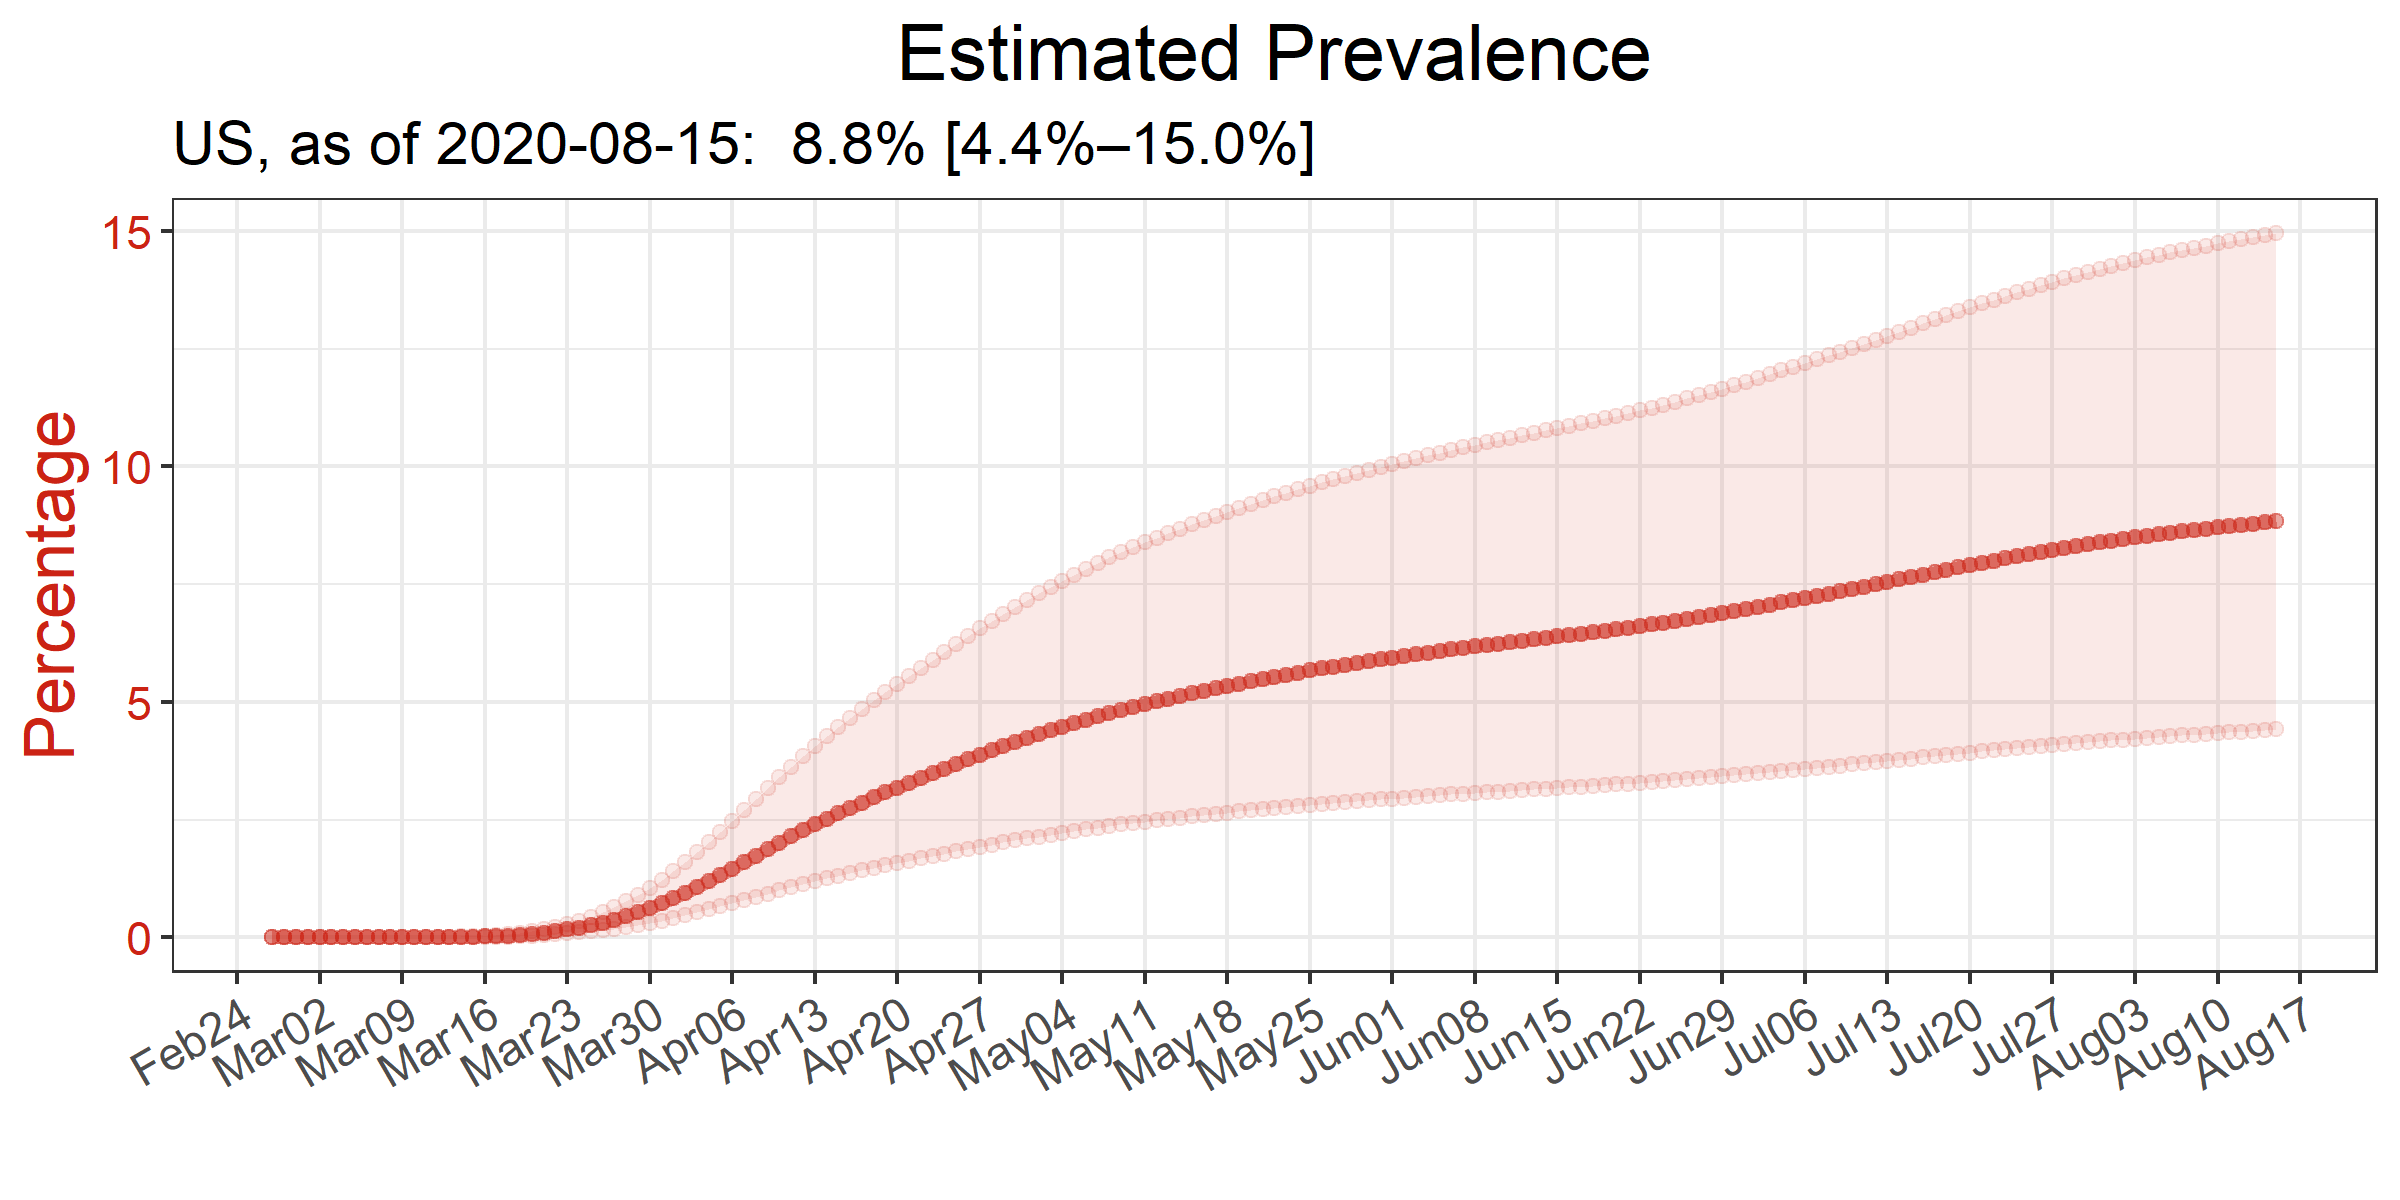 Estimated Prevalence
US, as of 2020-08-15:  8.8% [4.4%–15.0%]
Percentage
15
10
5
0
Feb24
Mar02
Mar09
Mar16
Mar23
Mar30
Apr06
Apr13
Apr20
Apr27
May04
May11
May18
May25
Jun01
Jun08
Jun15
Jun22
Jun29
Jul06
Jul13
Jul20
Jul27
Aug03
Aug10
Aug17